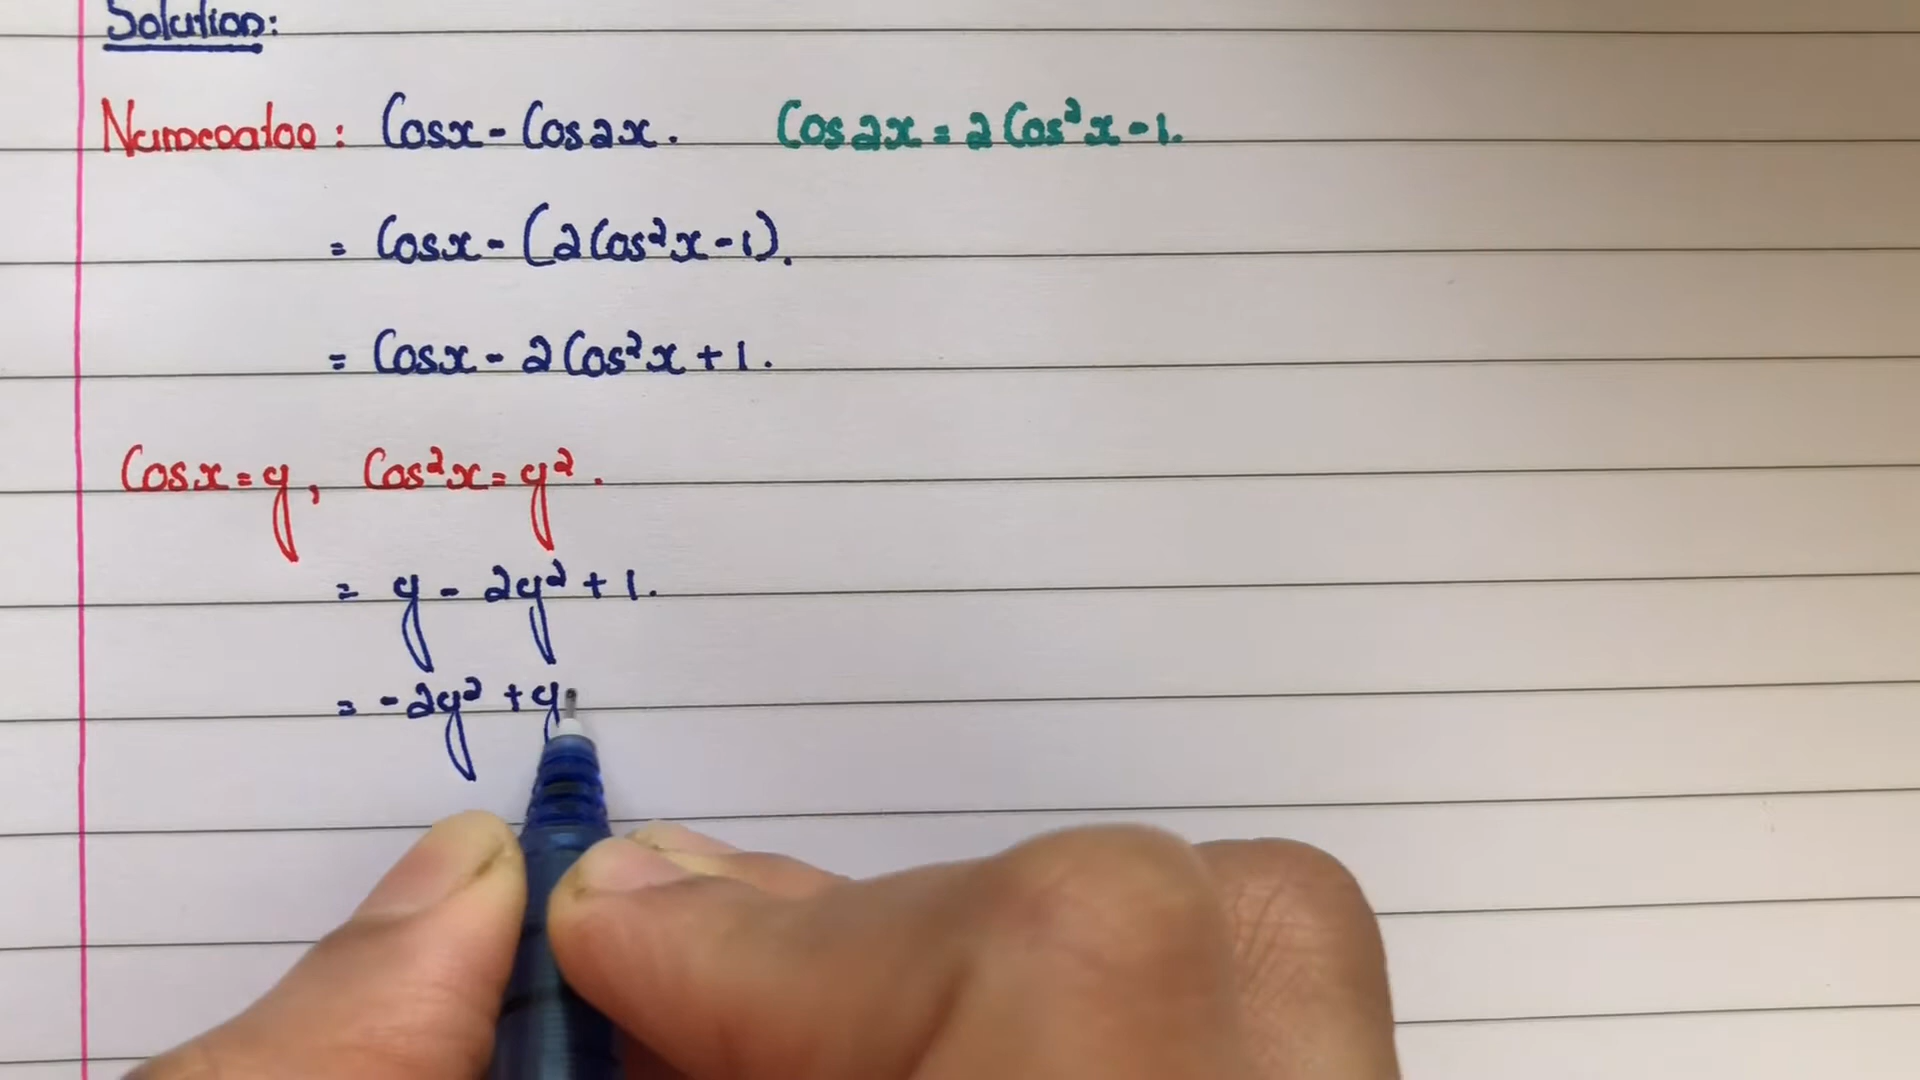 Solution:
Numerator: Cosx - Cos2x. Cos2x = 2Cos²x - 1.
= Cosx - (2Cos²x - 1).
= Cosx - 2Cos²x + 1.
Cosx = y, Cos²x = y².
= y - 2y² + 1.
= -2y² + y